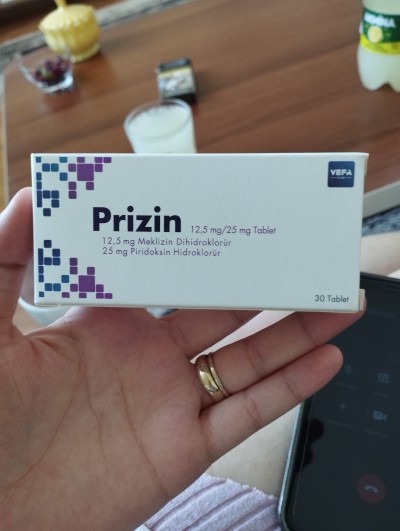 VEFA
Prizin 12,5 mg/25 mg Tablet
12,5 mg Meklizin Dihidroklorür
25 mg Piridoksin Hidroklorür
30 Tablet